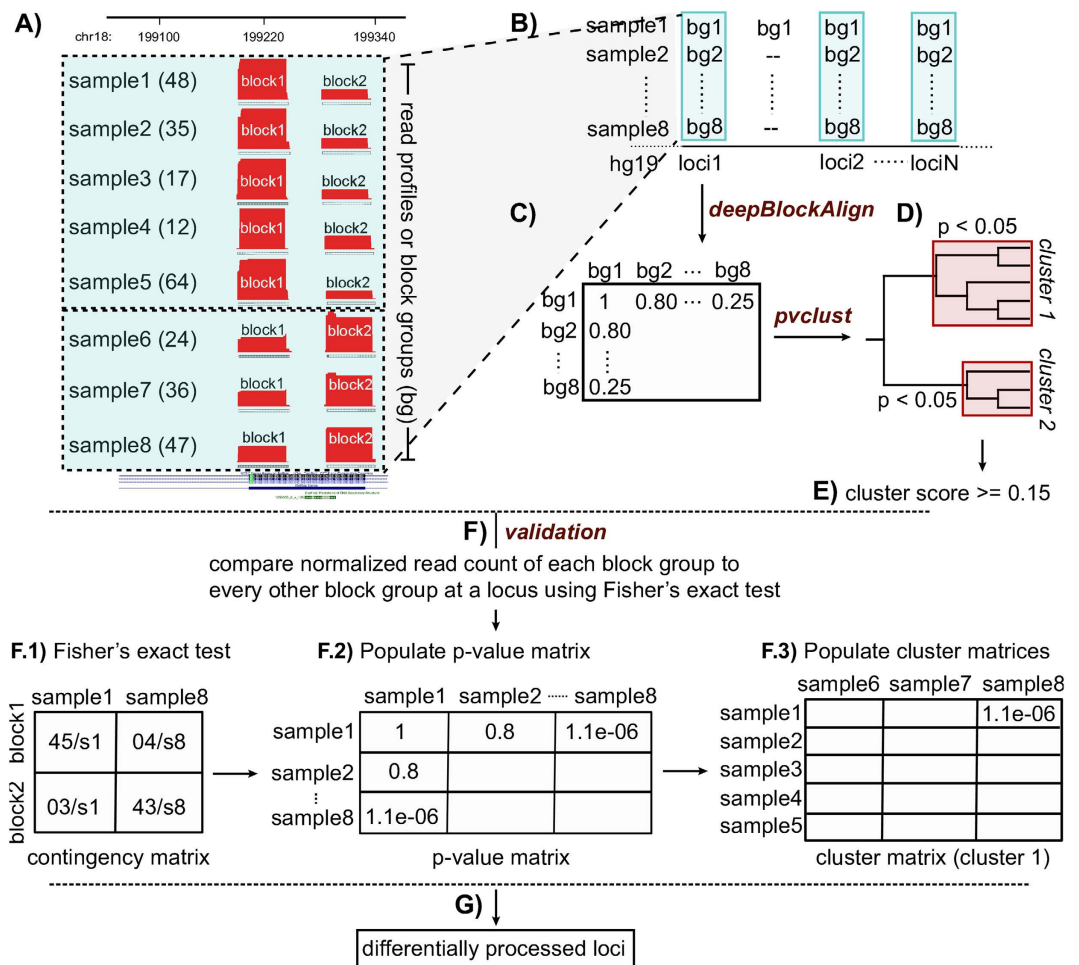 A)
chr18:
199100
199220
199340
sample1 (48)
block1
block2
sample2 (35)
block1
block2
sample3 (17)
block1
block2
sample4 (12)
block1
block2
sample5 (64)
block1
block2
sample6 (24)
block1
block2
sample7 (36)
block1
block2
sample8 (47)
block1
block2
read profiles or block groups (bg)
B)
sample1 bg1 bg1 bg1 bg1
sample2 bg2 -- bg2 bg2
sample8 bg8 -- bg8 bg8
hg19 loci1 loci2 ...... lociN
C)
deepBlockAlign
bg1 bg2 ... bg8
bg1 1 0.80 ... 0.25
bg2 0.80
bg8 0.25
pvclust
D)
p < 0.05
cluster 1
p < 0.05
cluster 2
E) cluster score >= 0.15
F) validation
compare normalized read count of each block group to
every other block group at a locus using Fisher's exact test
F.1) Fisher's exact test
sample1 sample8
block1 45/s1 04/s8
block2 03/s1 43/s8
contingency matrix
F.2) Populate p-value matrix
sample1 sample2 ...... sample8
sample1 1 0.8 1.1e-06
sample2 0.8
sample8 1.1e-06
p-value matrix
F.3) Populate cluster matrices
sample6 sample7 sample8
sample1 1.1e-06
sample2
sample3
sample4
sample5
cluster matrix (cluster 1)
G)
differentially processed loci